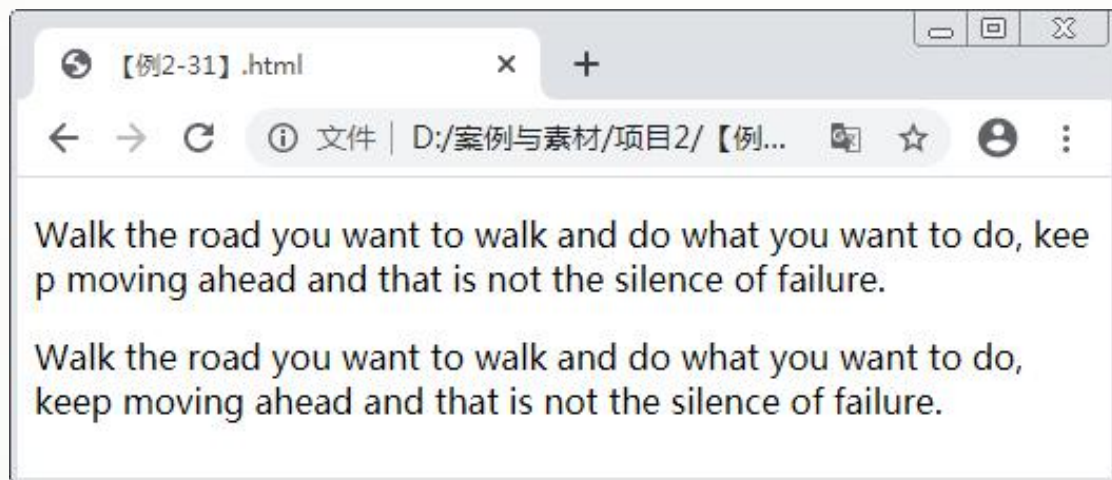 【例2-31】.html
文件 | D:/案例与素材/项目2/【例...
Walk the road you want to walk and do what you want to do, kee
p moving ahead and that is not the silence of failure.
Walk the road you want to walk and do what you want to do,
keep moving ahead and that is not the silence of failure.